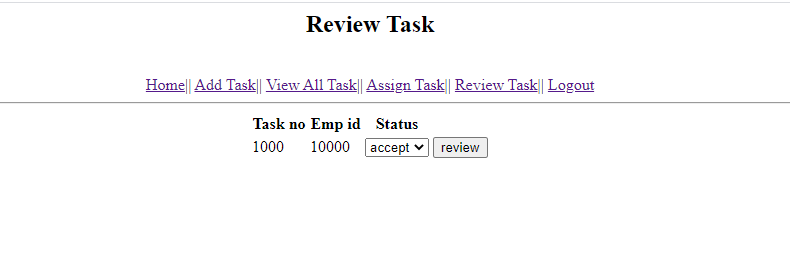 Review Task
Home|| Add Task|| View All Task|| Assign Task|| Review Task|| Logout
Task no Emp id Status
1000 10000 accept review